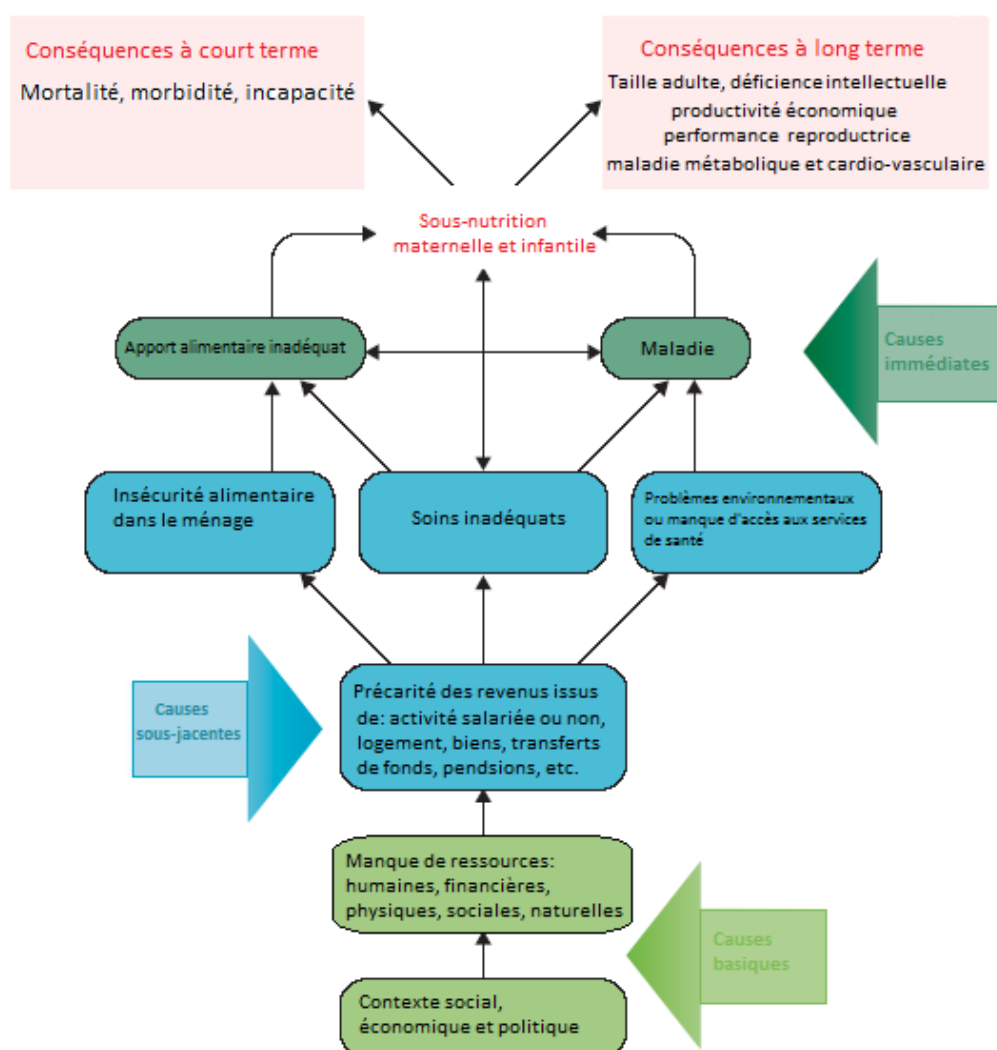 Conséquences à court terme
Mortalité, morbidité, incapacité
Conséquences à long terme
Taille adulte, déficience intellectuelle
productivité économique
performance reproductrice
maladie métabolique et cardio-vasculaire
Sous-nutrition
maternelle et infantile
Apport alimentaire inadéquat
Maladie
Causes
immédiates
Insécurité alimentaire
dans le ménage
Soins inadéquats
Problèmes environnementaux
ou manque d'accès aux services
de santé
Causes
sous-jacentes
Précarité des revenus issus
de: activité salariée ou non,
logement, biens, transferts
de fonds, pendsions, etc.
Manque de ressources:
humaines, financières,
physiques, sociales, naturelles
Causes
basiques
Contexte social,
économique et politique